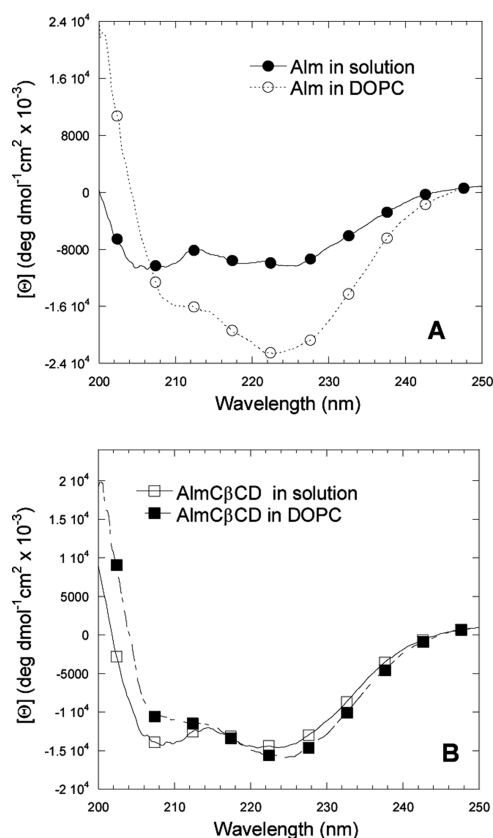 2.4 10⁴
1.6 10⁴
8000
0
-8000
-1.6 10⁴
-2.4 10⁴
[Θ] (deg dmol⁻¹cm² x 10⁻³)
Alm in solution
Alm in DOPC
A
200 210 220 230 240 250
Wavelength (nm)
2 10⁴
1.5 10⁴
1 10⁴
5000
0
-5000
-1 10⁴
-1.5 10⁴
-2 10⁴
[Θ] (deg dmol⁻¹cm² x 10⁻³)
AlmCβCD in solution
AlmCβCD in DOPC
B
200 210 220 230 240 250
Wavelength (nm)